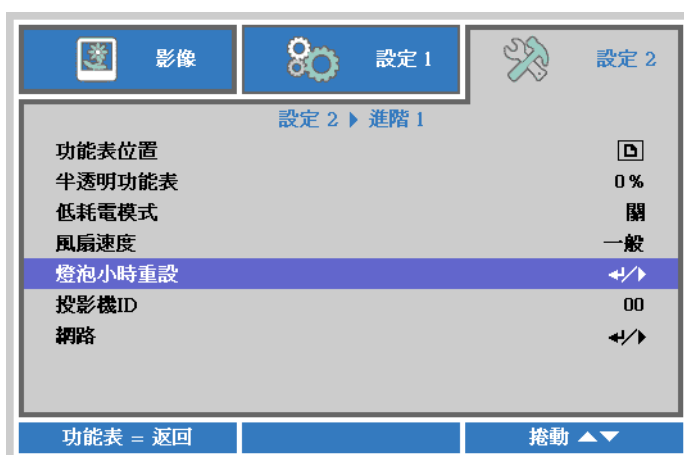 影像 設定 1 設定 2
設定 2 ▶ 進階 1
功能表位置
半透明功能表 0 %
低耗電模式 關
風扇速度 一般
燈泡小時重設 ↵/▶
投影機ID 00
網路 ↵/▶
功能表 = 返回 捲動 ▲▼